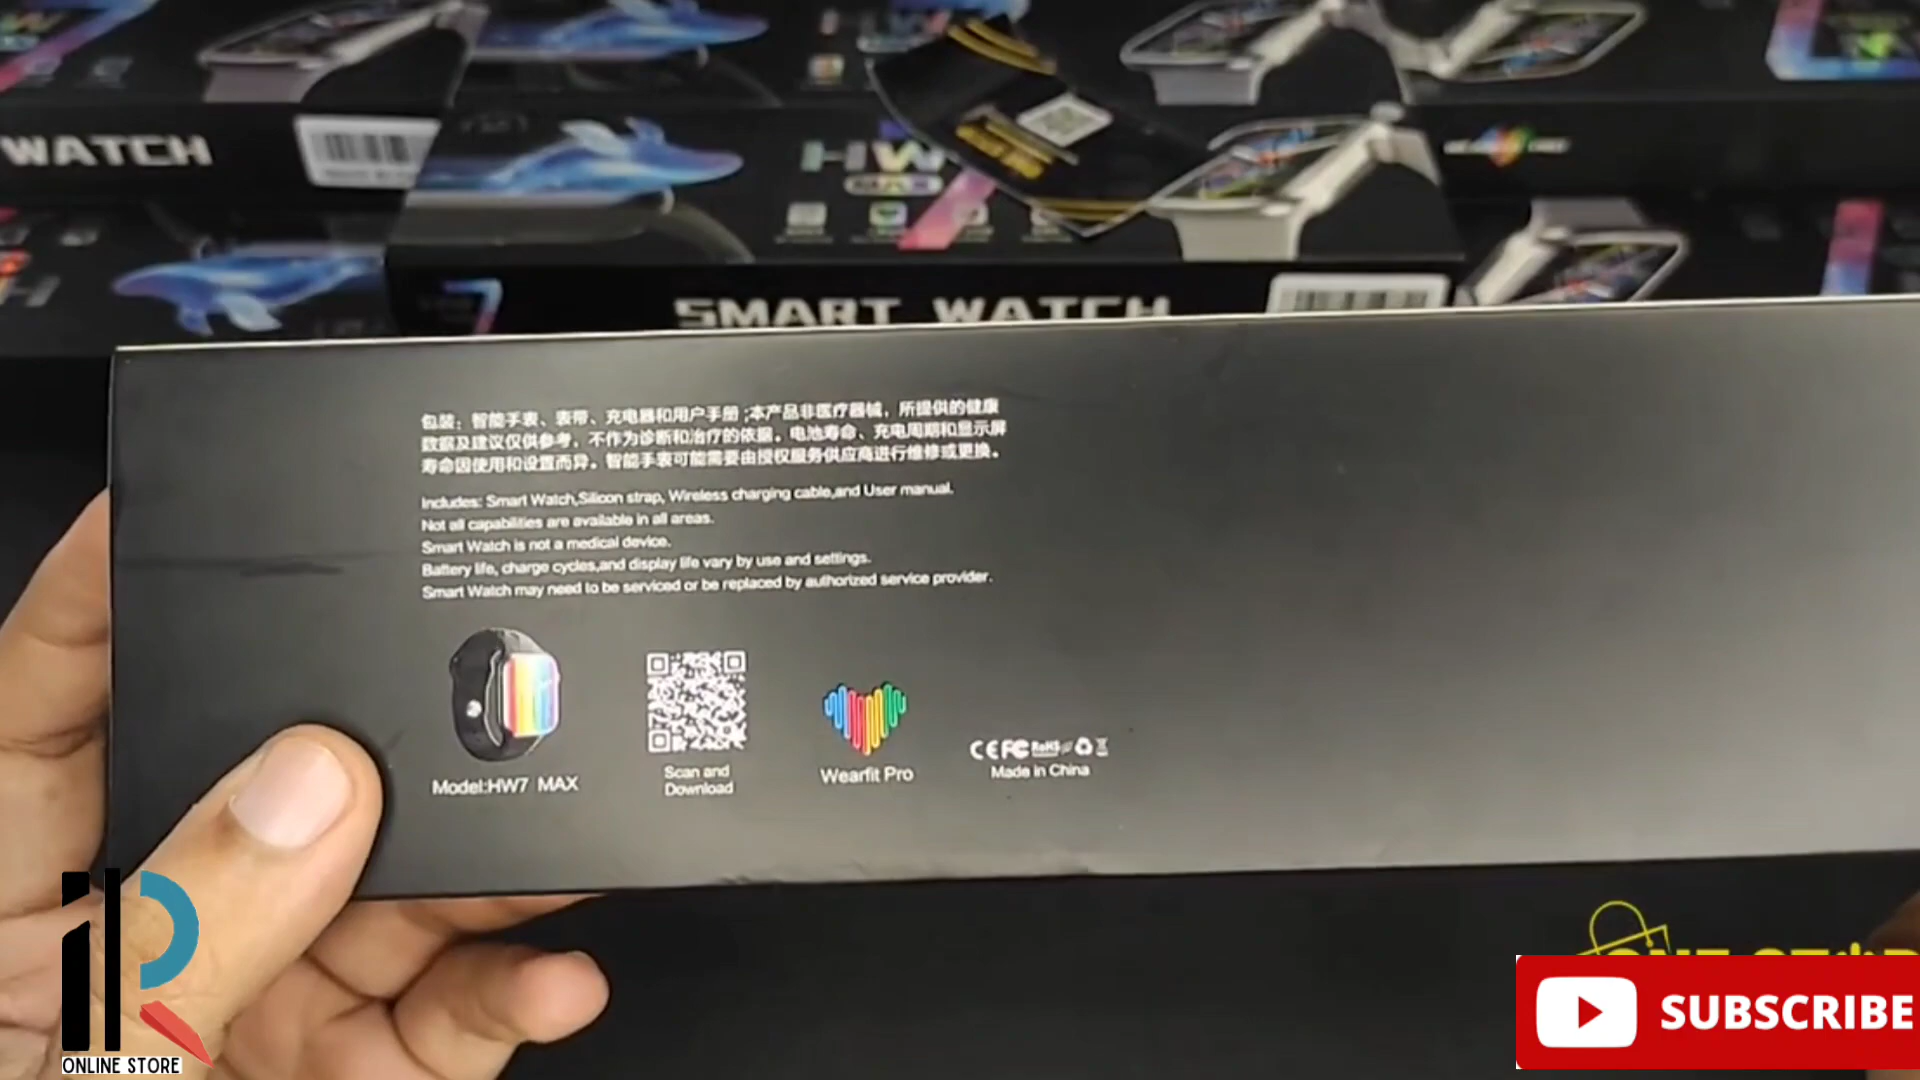 WATCH
HW
MAX
SMART WATCH
包装：智能手表、表带、充电器和用户手册;本产品非医疗器械，所提供的健康
数据及建议仅供参考，不作为诊断和治疗的依据。电池寿命、充电周期和显示屏
寿命因使用和设置而异。智能手表可能需要由授权服务供应商进行维修或更换。
Includes: Smart Watch,Silicon strap, Wireless charging cable,and User manual.
Not all capabilities are available in all areas.
Smart Watch is not a medical device.
Battery life, charge cycles,and display life vary by use and settings.
Smart Watch may need to be serviced or be replaced by authorized service provider.
Model:HW7 MAX
Scan and
Download
Wearfit Pro
CE FC RoHS
Made in China
ONLINE STORE
SUBSCRIBE